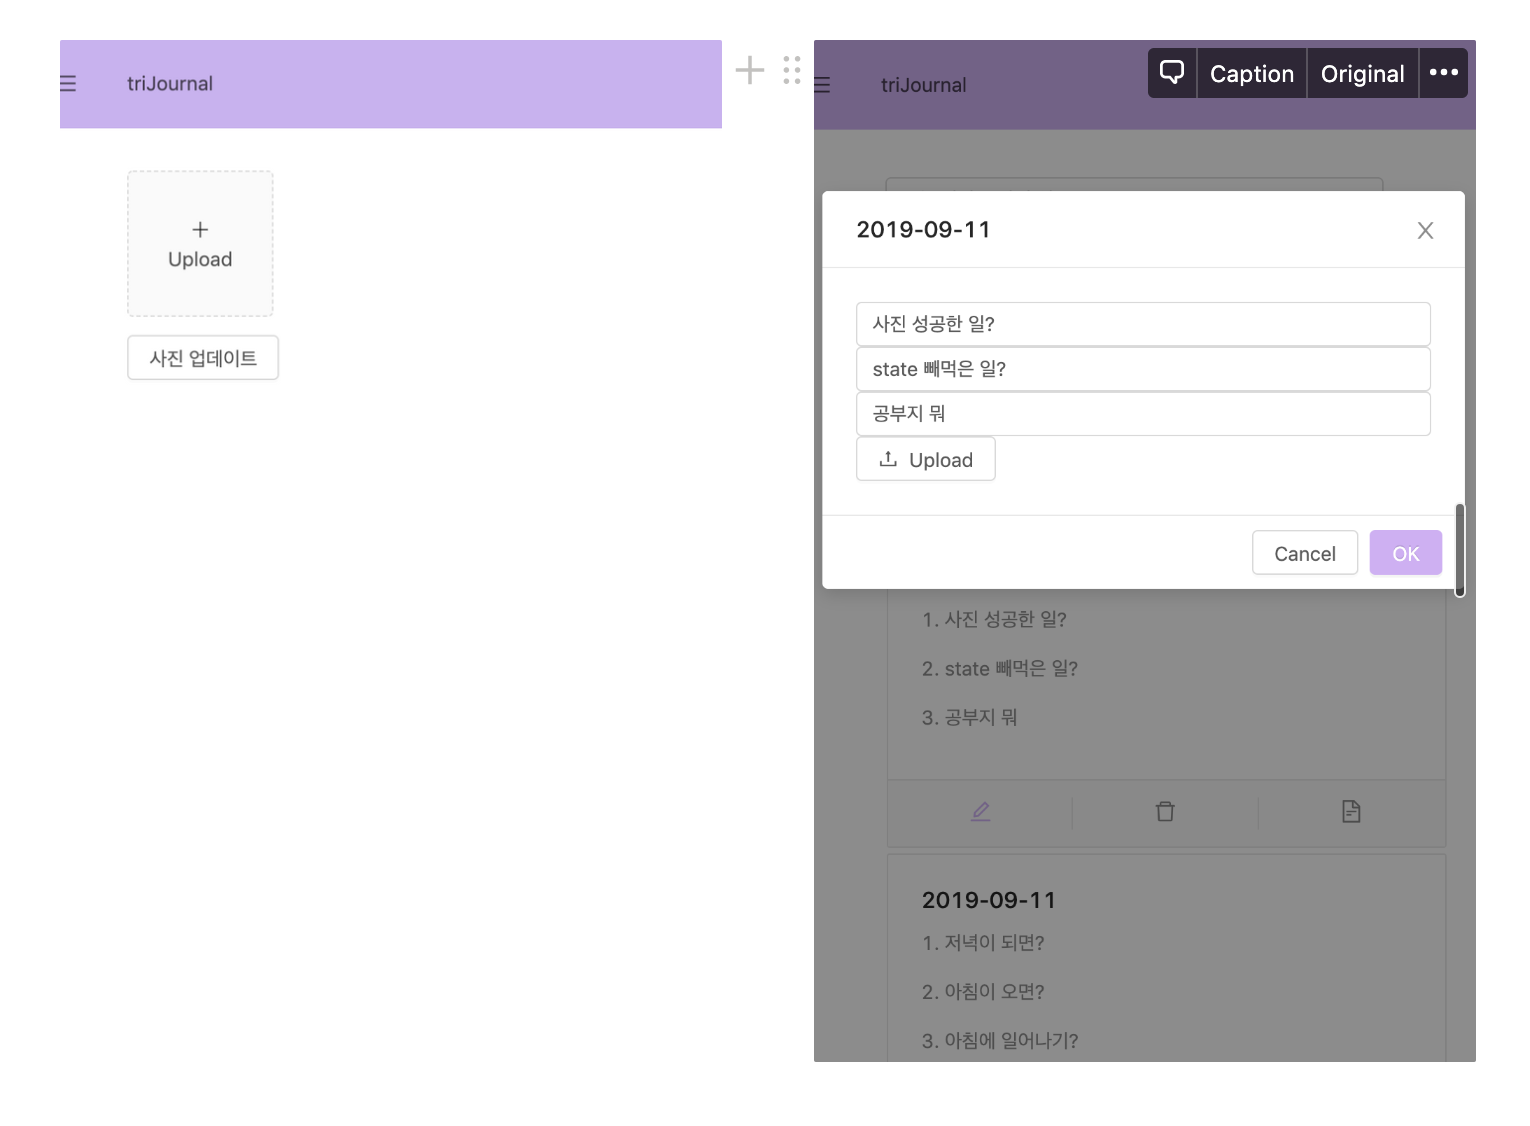 triJournal
Upload
사진 업데이트
triJournal
Caption
Original
2019-09-11
사진 성공한 일?
state 빼먹은 일?
공부지 뭐
Upload
Cancel
OK
1. 사진 성공한 일?
2. state 빼먹은 일?
3. 공부지 뭐
2019-09-11
1. 저녁이 되면?
2. 아침이 오면?
3. 아침에 일어나기?